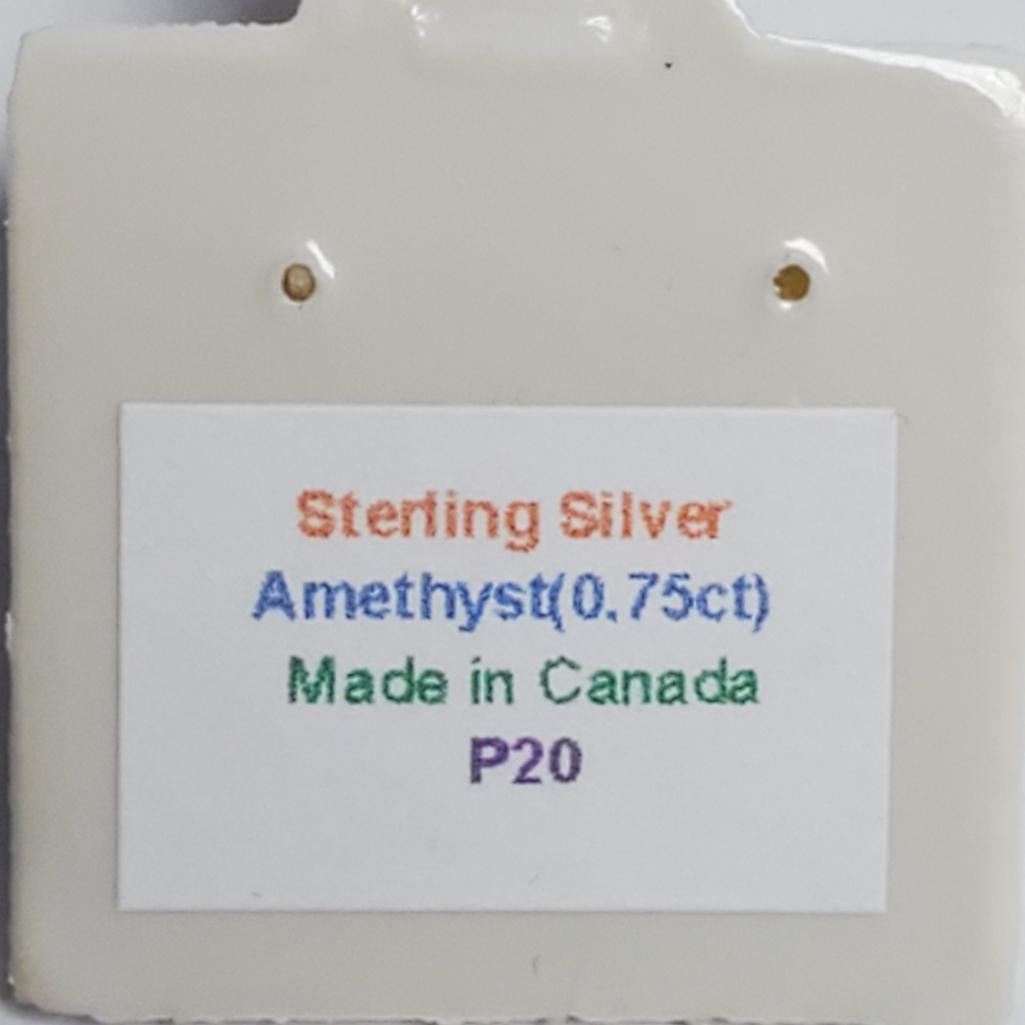 Sterling Silver
Amethyst(0.75ct)
Made in Canada
P20